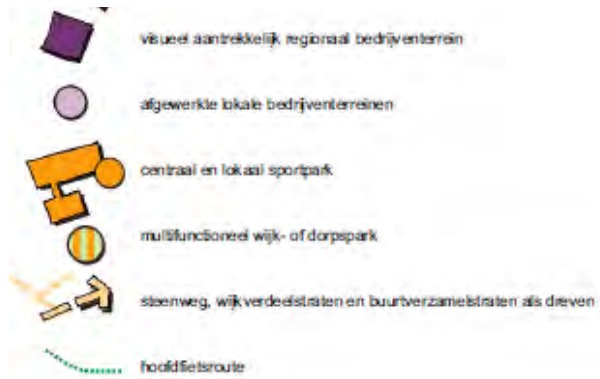 visueel aantrekkelijk regionaal bedrijventerrein
afgewerkte lokale bedrijventerreinen
centraal en lokaal sportpark
multifunctioneel wijk- of dorpspark
steenweg, wijkverdeelstraten en buurtverzamelstraten als dreven
hoofdfietsroute